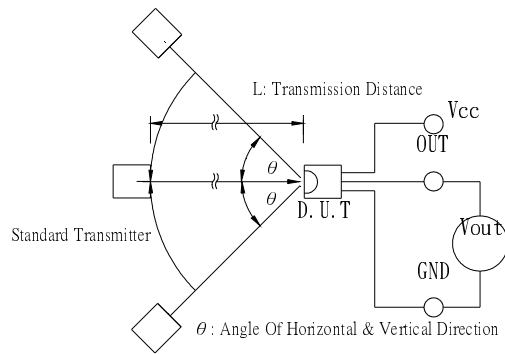 L: Transmission Distance
Vcc
OUT
θ
θ
D.U.T
Standard Transmitter
Vout
GND
θ : Angle Of Horizontal & Vertical Direction